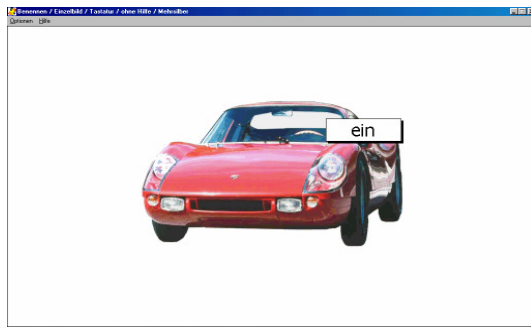 Benennen / Einzelbild / Tastatur / ohne Hilfe / Mehrsilber
Optionen Hilfe
ein